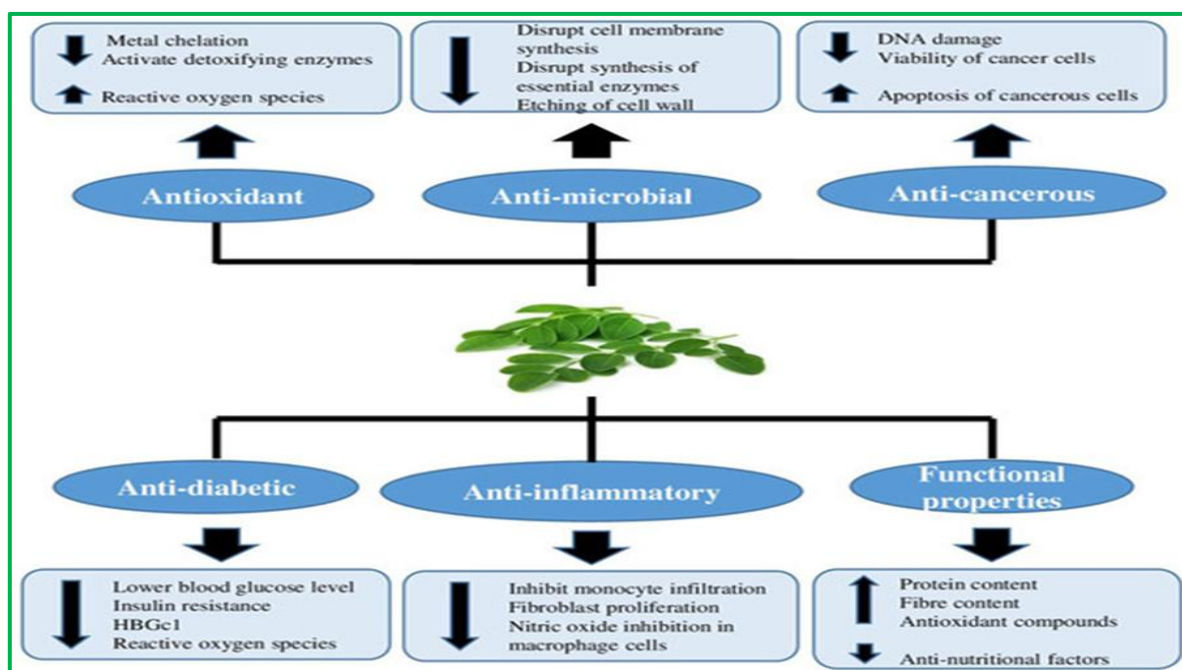 Metal chelation
Activate detoxifying enzymes
Reactive oxygen species
Disrupt cell membrane
synthesis
Disrupt synthesis of
essential enzymes
Etching of cell wall
DNA damage
Viability of cancer cells
Apoptosis of cancerous cells
Antioxidant
Anti-microbial
Anti-cancerous
Anti-diabetic
Anti-inflammatory
Functional
properties
Lower blood glucose level
Insulin resistance
HBGc1
Reactive oxygen species
Inhibit monocyte infiltration
Fibroblast proliferation
Nitric oxide inhibition in
macrophage cells
Protein content
Fibre content
Antioxidant compounds
Anti-nutritional factors